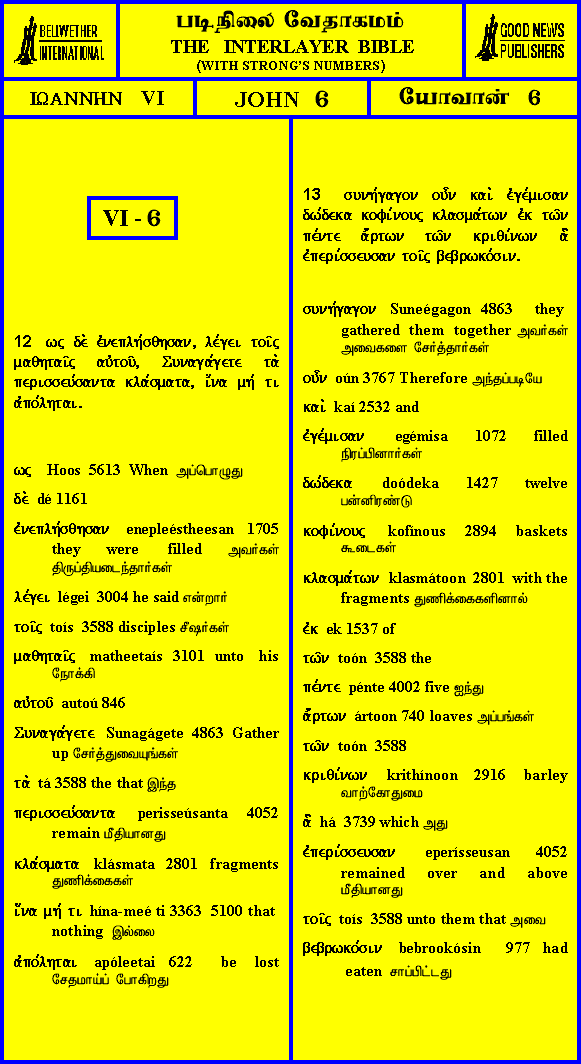 BELLWETHER
INTERNATIONAL
படிநிலை வேதாகமம்
THE INTERLAYER BIBLE
(WITH STRONG'S NUMBERS)
GOOD NEWS
PUBLISHERS
ΙΩΑΝΝΗΝ VI
JOHN 6
யோவான் 6
VI - 6
12 ως δὲ ἐνεπλήσθησαν, λέγει τοῖς
μαθηταῖς αὐτοῦ, Συναγάγετε τὰ
περισσεύσαντα κλάσματα, ἵνα μή τι
ἀπόληται.
ως Hoos 5613 When அப்பொழுது
δὲ dé 1161
ἐνεπλήσθησαν enepleéstheesan 1705
they were filled அவர்கள்
திருப்தியடைந்தார்கள்
λέγει légei 3004 he said என்றார்
τοῖς toís 3588 disciples சீஷர்கள்
μαθηταῖς matheetaís 3101 unto his
நோக்கி
αὐτοῦ autoú 846
Συναγάγετε Sunagágete 4863 Gather
up சேர்த்துவையுங்கள்
τὰ tá 3588 the that இந்த
περισσεύσαντα perisseúsanta 4052
remain மீதியானது
κλάσματα klásmata 2801 fragments
துணிக்கைகள்
ἵνα μή τι hína-meé ti 3363 5100 that
nothing இல்லை
ἀπόληται apóleetai 622 be lost
சேதமாய்ப் போகிறது
13 συνήγαγον οὖν καὶ ἐγέμισαν
δώδεκα κοφίνους κλασμάτων ἐκ τῶν
πέντε ἄρτων τῶν κριθίνων ἃ
ἐπερίσσευσαν τοῖς βεβρωκόσιν.
συνήγαγον Suneégagon 4863 they
gathered them together அவர்கள்
அவைகளை சேர்த்தார்கள்
οὖν oún 3767 Therefore அந்தப்படியே
καὶ kaí 2532 and
ἐγέμισαν egémisa 1072 filled
நிரப்பினார்கள்
δώδεκα doódeka 1427 twelve
பன்னிரண்டு
κοφίνους kofínous 2894 baskets
கூடைகள்
κλασμάτων klasmátoon 2801 with the
fragments துணிக்கைகளினால்
ἐκ ek 1537 of
τῶν toón 3588 the
πέντε pénte 4002 five ஐந்து
ἄρτων ártoon 740 loaves அப்பங்கள்
τῶν toón 3588
κριθίνων krithínoon 2916 barley
வாற்கோதுமை
ἃ há 3739 which அது
ἐπερίσσευσαν eperísseusan 4052
remained over and above
மீதியானது
τοῖς toís 3588 unto them that அவை
βεβρωκόσιν bebrookósin 977 had
eaten சாப்பிட்டது